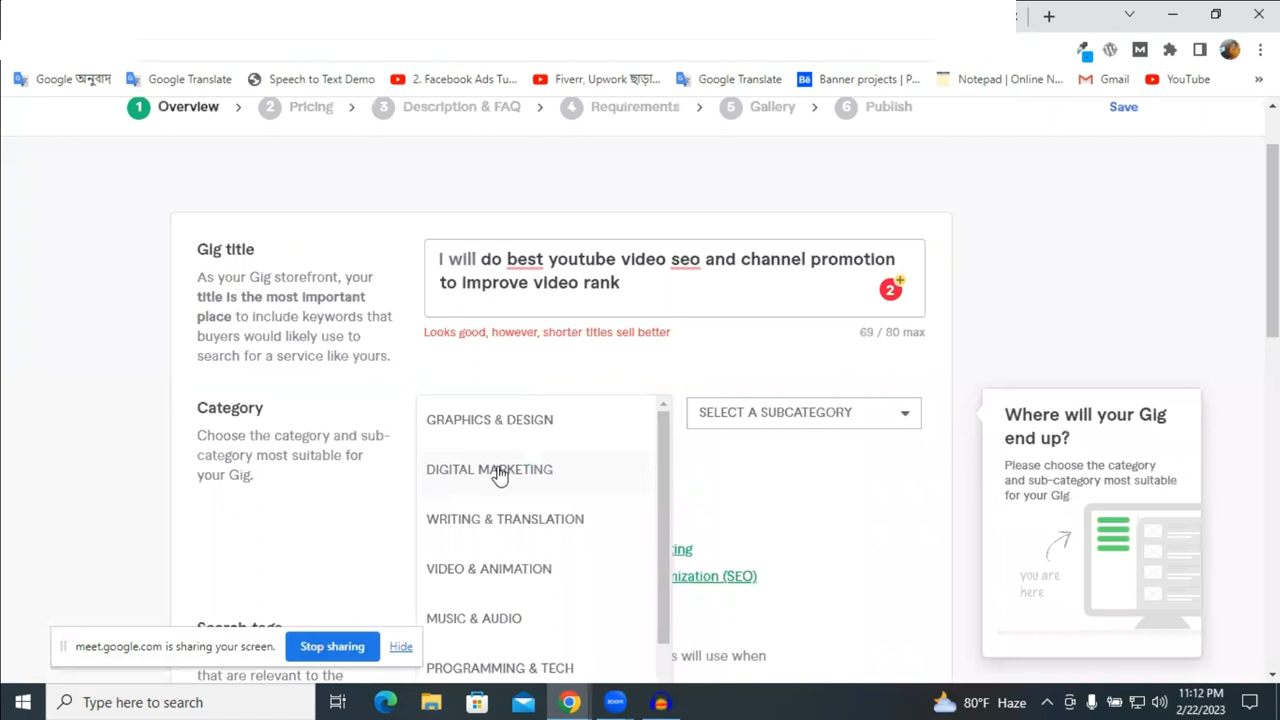 Google অনুবাদ
Google Translate
Speech to Text Demo
2. Facebook Ads Tu...
Fiverr, Upwork ছাড়া...
Google Translate
Banner projects | P...
Notepad | Online N...
Gmail
YouTube
»
1 Overview > 2 Pricing > 3 Description & FAQ > 4 Requirements > 5 Gallery > 6 Publish
Save
Gig title
As your Gig storefront, your
title is the most important
place to include keywords that
buyers would likely use to
search for a service like yours.
I will do best youtube video seo and channel promotion
to improve video rank
2
Looks good, however, shorter titles sell better
69 / 80 max
Category
Choose the category and sub-
category most suitable for
your Gig.
GRAPHICS & DESIGN
DIGITAL MARKETING
WRITING & TRANSLATION
VIDEO & ANIMATION
MUSIC & AUDIO
PROGRAMMING & TECH
SELECT A SUBCATEGORY
ting
nization (SEO)
s will use when
Where will your Gig
end up?
Please choose the category
and sub-category most suitable
for your Gig.
you are
here
Search tags
that are relevant to the
meet.google.com is sharing your screen.
Stop sharing
Hide
Type here to search
zoom
80°F Haze
11:12 PM
2/22/2023